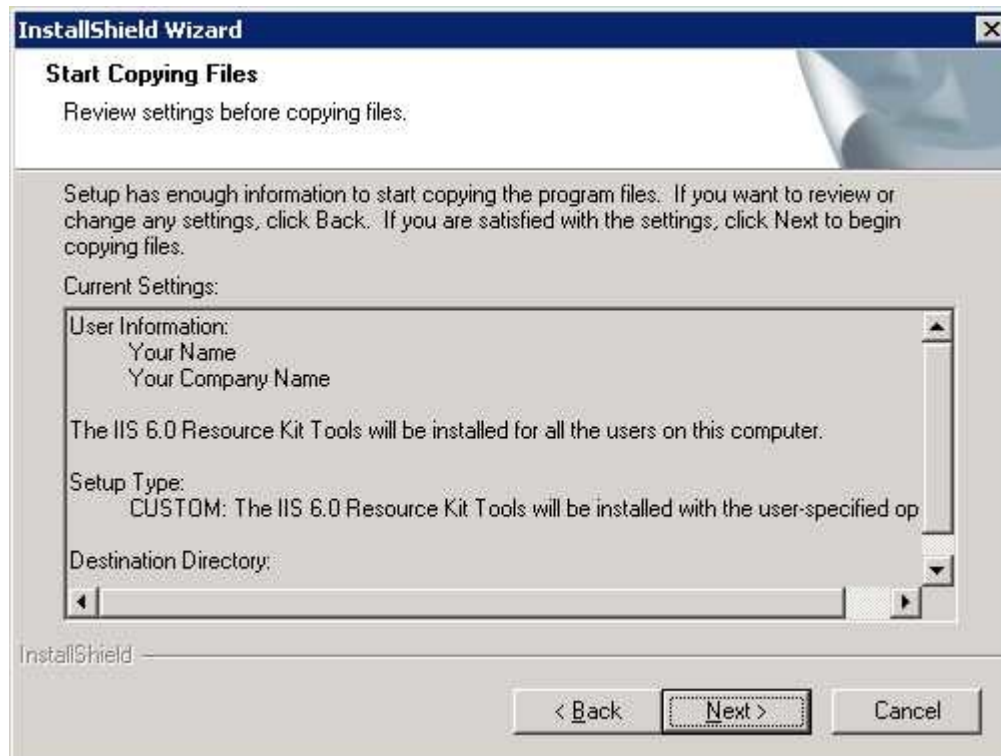 InstallShield Wizard
Start Copying Files
Review settings before copying files.
Setup has enough information to start copying the program files.  If you want to review or
change any settings, click Back.  If you are satisfied with the settings, click Next to begin
copying files.
Current Settings:
User Information:
Your Name
Your Company Name
The IIS 6.0 Resource Kit Tools will be installed for all the users on this computer.
Setup Type:
CUSTOM: The IIS 6.0 Resource Kit Tools will be installed with the user-specified op
Destination Directory:
InstallShield
< Back
Next >
Cancel